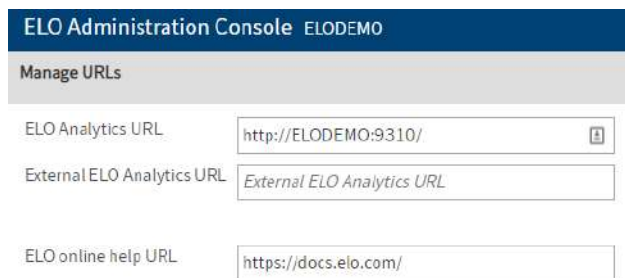 ELO Administration Console ELODEMO
Manage URLs
ELO Analytics URL http://ELODEMO:9310/
External ELO Analytics URL External ELO Analytics URL
ELO online help URL https://docs.elo.com/